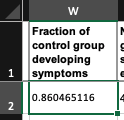 W
Fraction of
control group
developing
1 symptoms
2 0.860465116